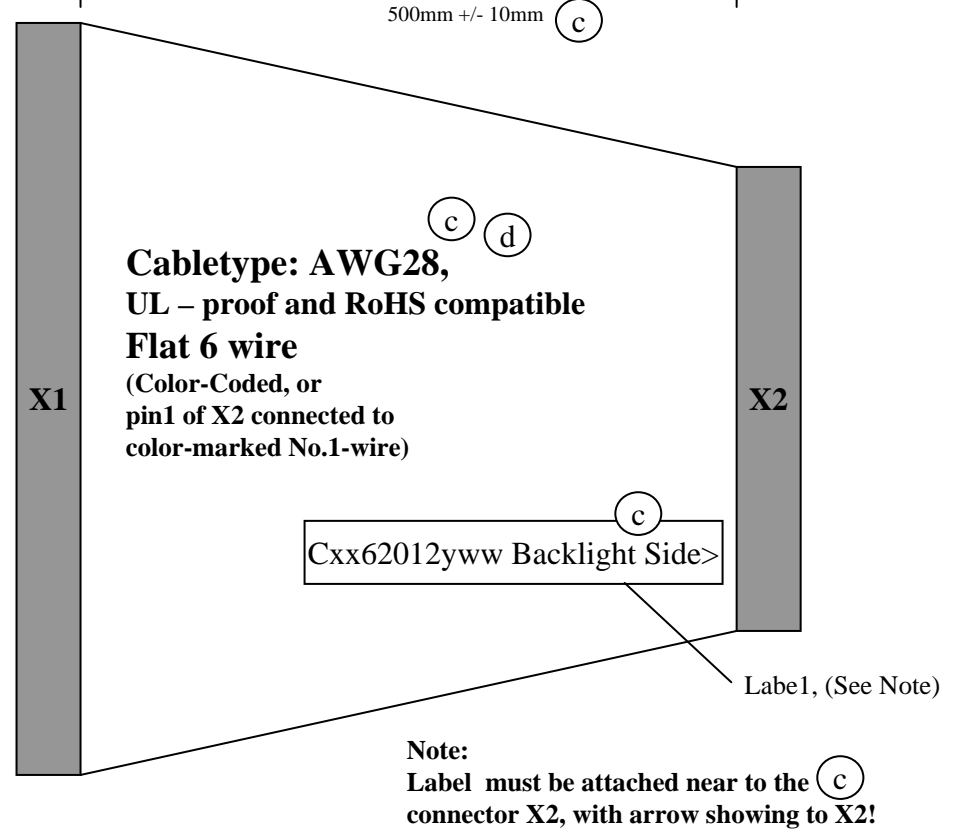 500mm +/- 10mm c
c d
Cabletype: AWG28,
UL – proof and RoHS compatible
Flat 6 wire
(Color-Coded, or
pin1 of X2 connected to
color-marked No.1-wire)
X1
X2
c
Cxx62012yww Backlight Side>
Labe1, (See Note)
Note:
Label must be attached near to the c
connector X2, with arrow showing to X2!